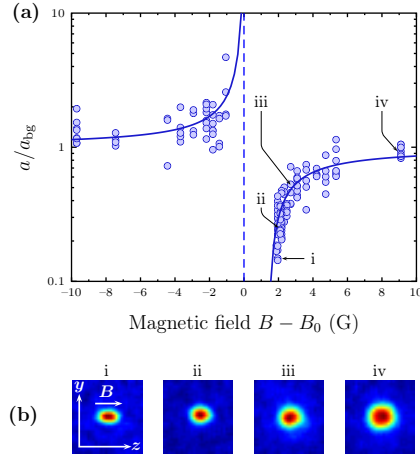 (a)
10
1
0.1
a/a_bg
iii
iv
ii
i
−10 −8 −6 −4 −2 0 2 4 6 8 10
Magnetic field B − B₀ (G)
i ii iii iv
(b)
y
B
z